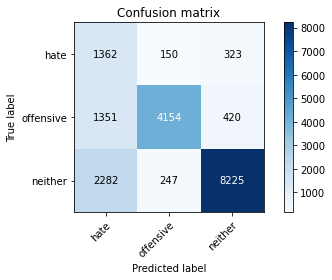 Confusion matrix
hate 1362 150 323
offensive 1351 4154 420
neither 2282 247 8225
hate offensive neither
True label
Predicted label
8000
7000
6000
5000
4000
3000
2000
1000